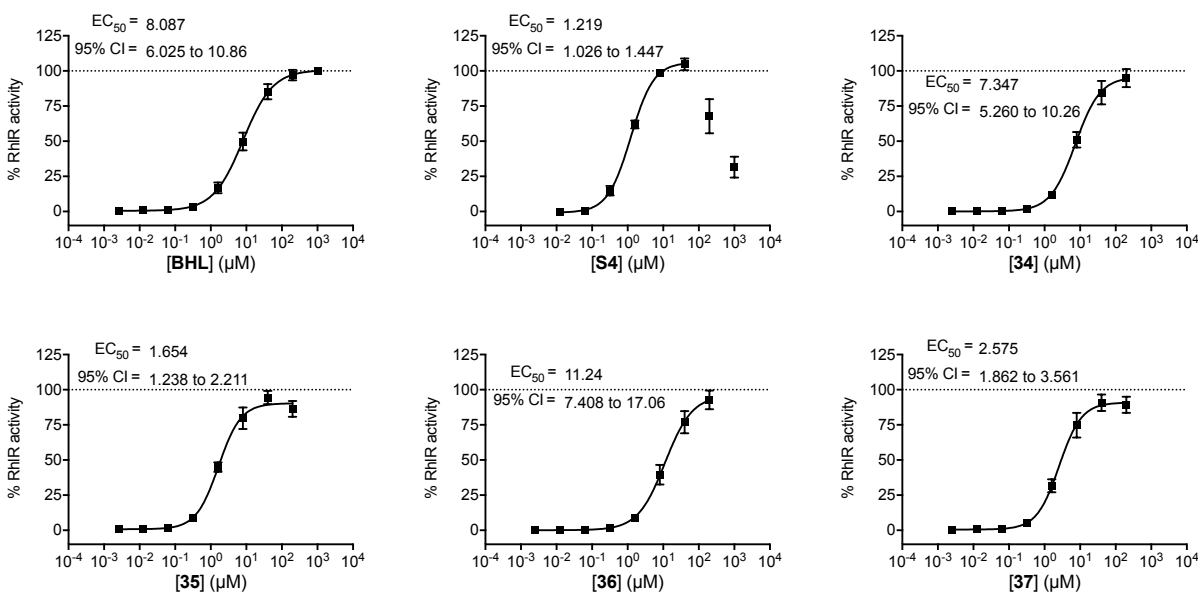 EC50 = 8.087
95% CI = 6.025 to 10.86
125
100
75
50
25
0
% RhlR activity
10-4 10-3 10-2 10-1 100 101 102 103 104
[BHL] (µM)
EC50 = 1.219
95% CI = 1.026 to 1.447
125
100
75
50
25
0
% RhlR activity
10-4 10-3 10-2 10-1 100 101 102 103 104
[S4] (µM)
EC50 = 7.347
95% CI = 5.260 to 10.26
125
100
75
50
25
0
% RhlR activity
10-4 10-3 10-2 10-1 100 101 102 103 104
[34] (µM)
EC50 = 1.654
95% CI = 1.238 to 2.211
125
100
75
50
25
0
% RhlR activity
10-4 10-3 10-2 10-1 100 101 102 103 104
[35] (µM)
EC50 = 11.24
95% CI = 7.408 to 17.06
125
100
75
50
25
0
% RhlR activity
10-4 10-3 10-2 10-1 100 101 102 103 104
[36] (µM)
EC50 = 2.575
95% CI = 1.862 to 3.561
125
100
75
50
25
0
% RhlR activity
10-4 10-3 10-2 10-1 100 101 102 103 104
[37] (µM)